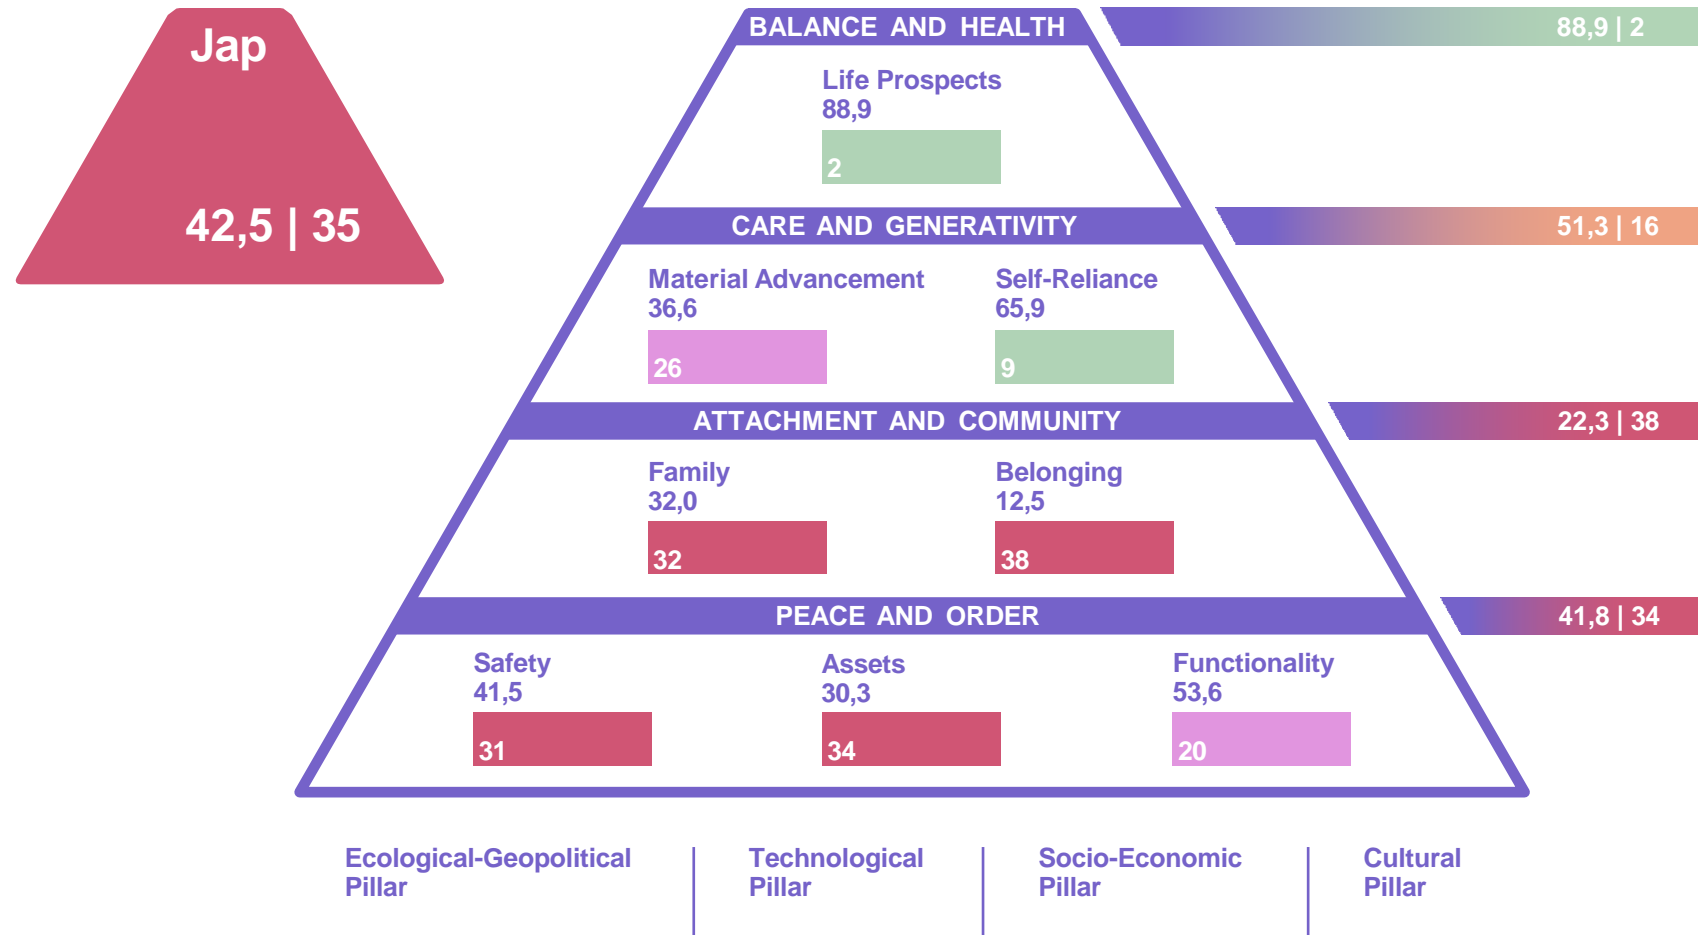 Jap
42,5 | 35
BALANCE AND HEALTH
88,9 | 2
Life Prospects
88,9
2
CARE AND GENERATIVITY
51,3 | 16
Material Advancement
36,6
26
Self-Reliance
65,9
9
ATTACHMENT AND COMMUNITY
22,3 | 38
Family
32,0
32
Belonging
12,5
38
PEACE AND ORDER
41,8 | 34
Safety
41,5
31
Assets
30,3
34
Functionality
53,6
20
Ecological-Geopolitical
Pillar
Technological
Pillar
Socio-Economic
Pillar
Cultural
Pillar